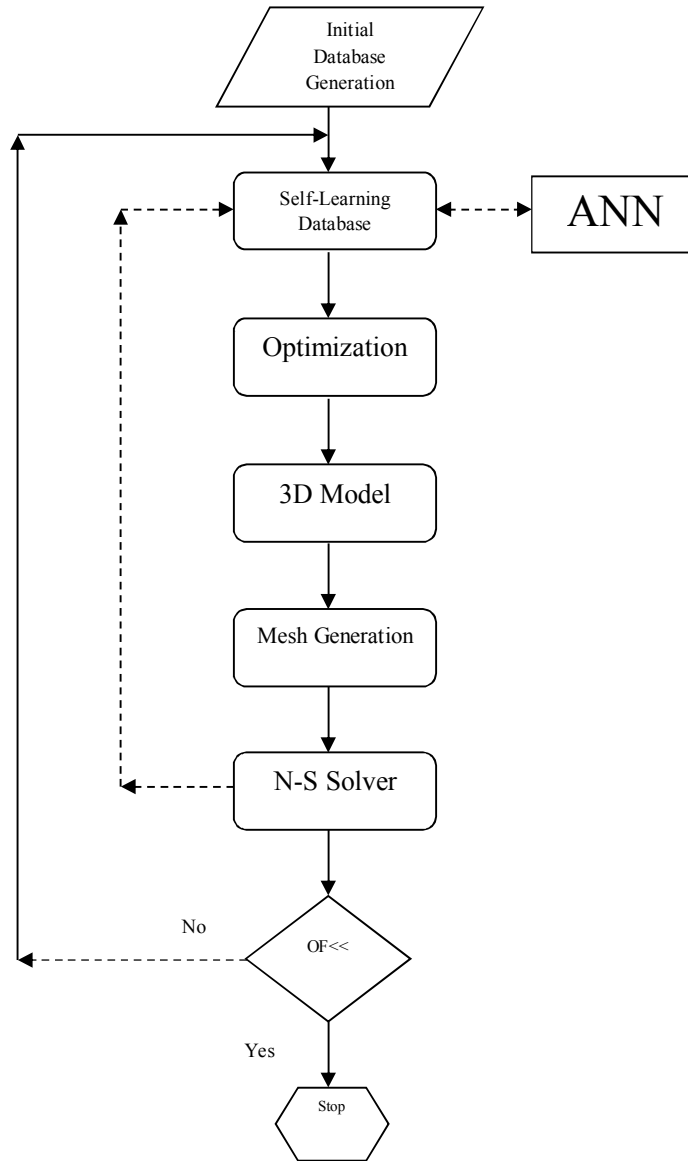 Initial
Database
Generation
Self-Learning
Database
ANN
Optimization
3D Model
Mesh Generation
N-S Solver
No
OF<<
Yes
Stop